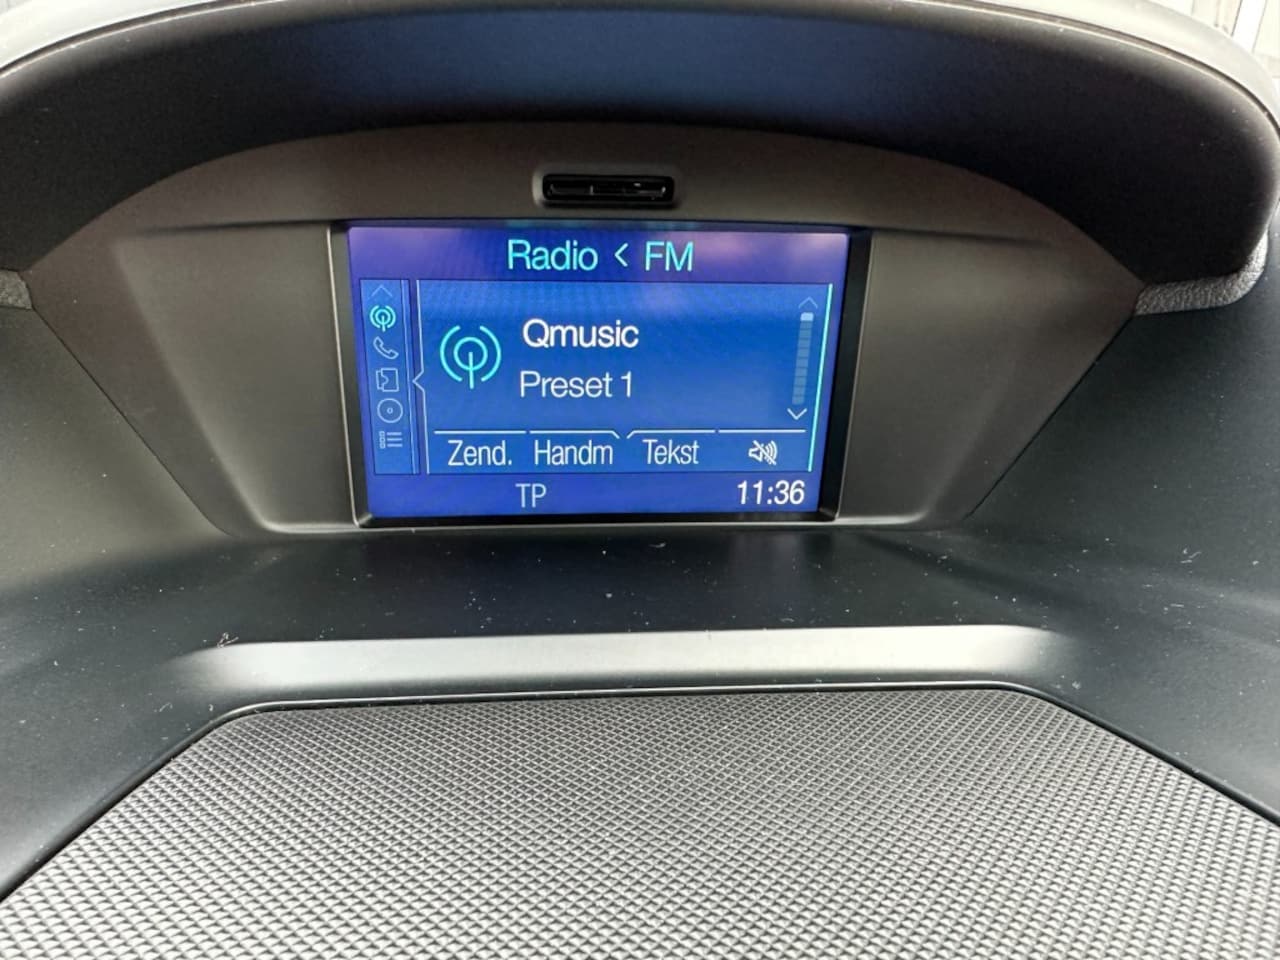 Radio < FM
Qmusic
Preset 1
Zend. Handm Tekst
TP 11:36